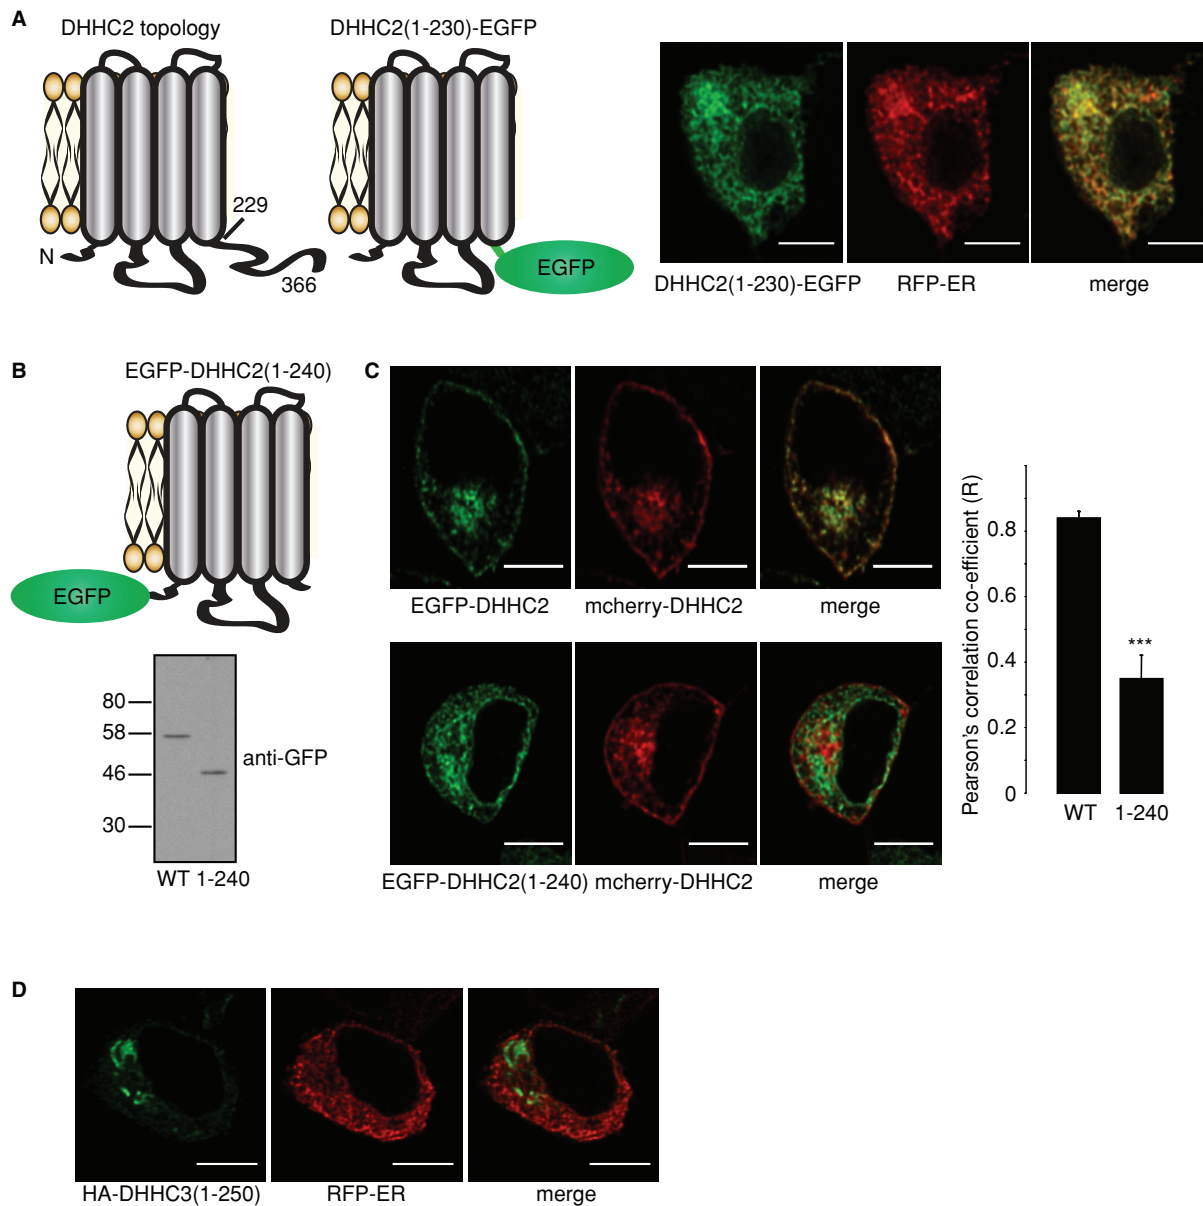 A
DHHC2 topology
DHHC2(1-230)-EGFP
229
N
366
EGFP
DHHC2(1-230)-EGFP
RFP-ER
merge
B
EGFP-DHHC2(1-240)
EGFP
80
58
46
30
anti-GFP
WT 1-240
C
EGFP-DHHC2
mcherry-DHHC2
merge
EGFP-DHHC2(1-240)
mcherry-DHHC2
merge
Pearson's correlation co-efficient (R)
0.8
0.6
0.4
0.2
0
***
WT
1-240
D
HA-DHHC3(1-250)
RFP-ER
merge